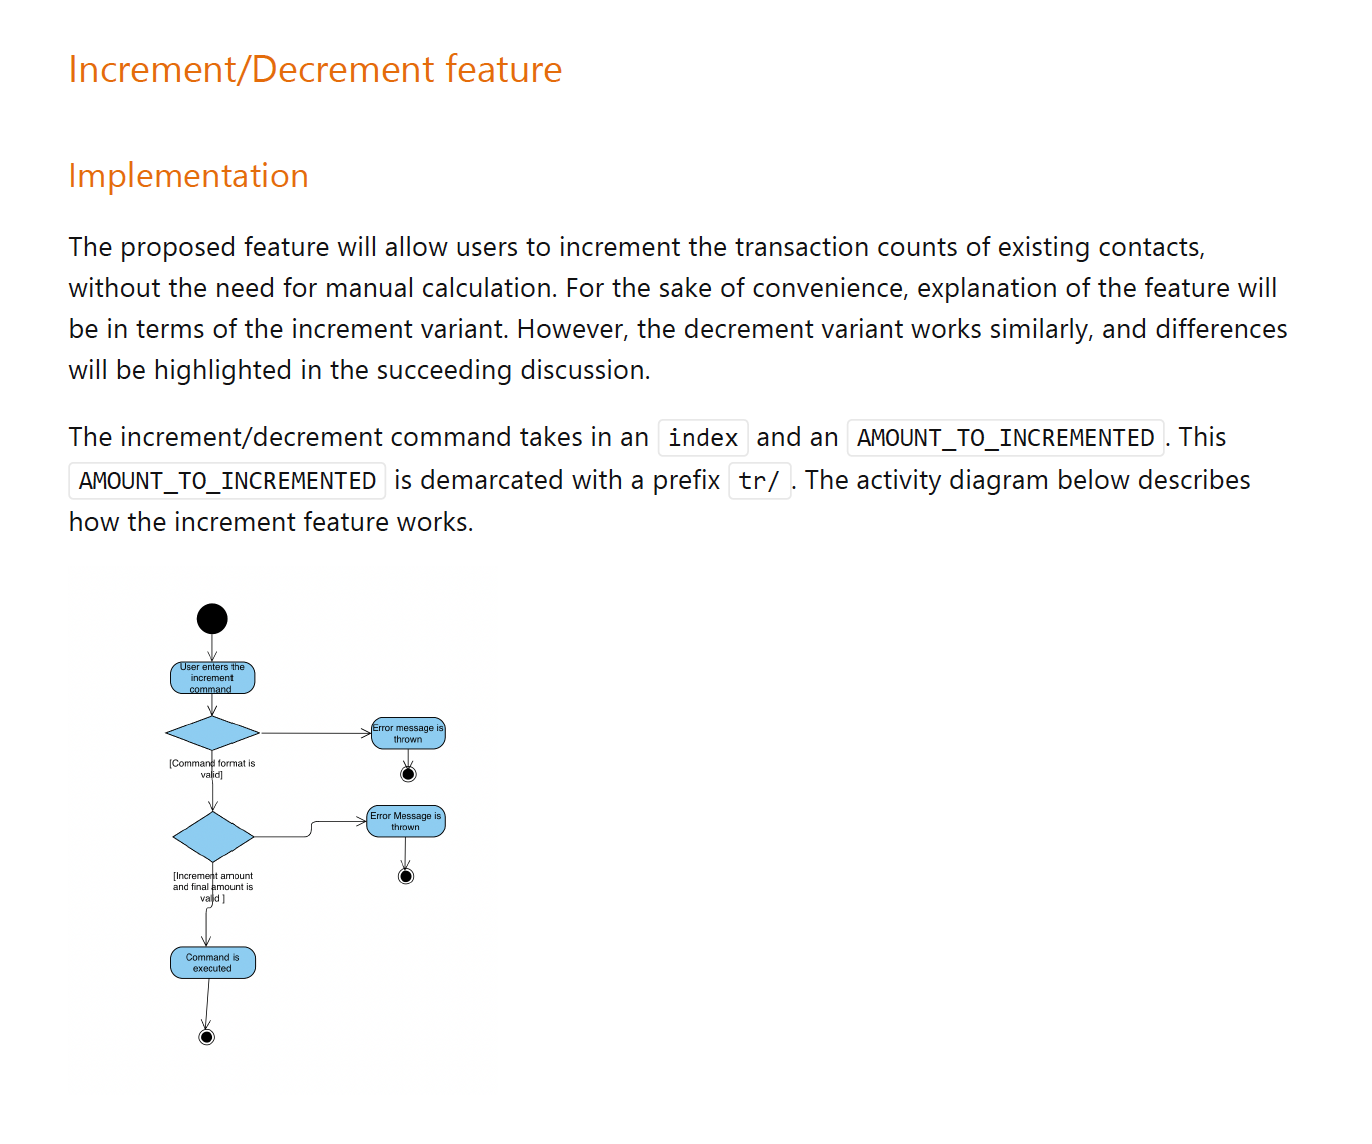 Increment/Decrement feature
Implementation
The proposed feature will allow users to increment the transaction counts of existing contacts,
without the need for manual calculation. For the sake of convenience, explanation of the feature will
be in terms of the increment variant. However, the decrement variant works similarly, and differences
will be highlighted in the succeeding discussion.
The increment/decrement command takes in an index and an AMOUNT_TO_INCREMENTED. This
AMOUNT_TO_INCREMENTED is demarcated with a prefix tr/. The activity diagram below describes
how the increment feature works.
User enters the
increment
command
Error message is
thrown
[Command format is
valid]
Error Message is
thrown
[Increment amount
and final amount is
valid ]
Command is
executed